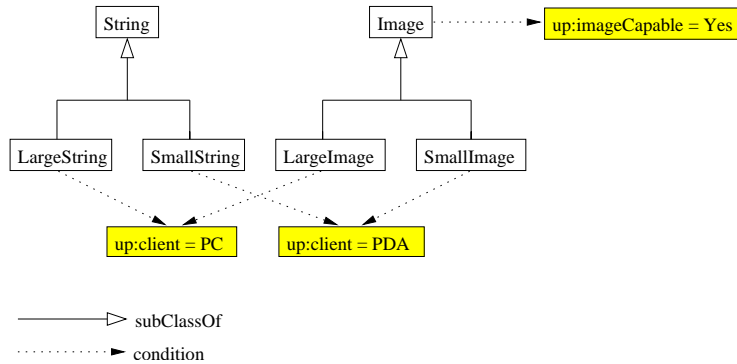 String
Image
up:imageCapable = Yes
LargeString
SmallString
LargeImage
SmallImage
up:client = PC
up:client = PDA
subClassOf
condition